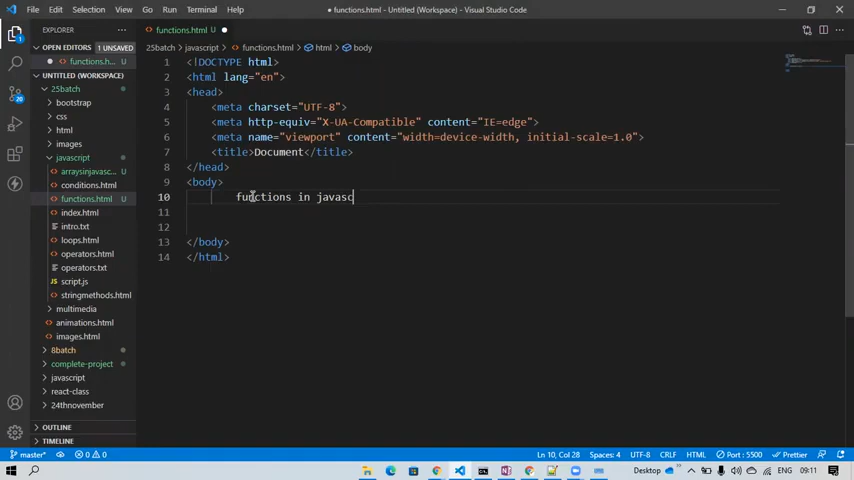 File Edit Selection View Go Run Terminal Help
● functions.html - Untitled (Workspace) - Visual Studio Code
EXPLORER
OPEN EDITORS 1 UNSAVED
functions.h... U
UNTITLED (WORKSPACE)
25batch
bootstrap
css
html
images
javascript
arraysinjavasc... U
conditions.html
functions.html U
index.html
intro.txt
loops.html
operators.html
operators.txt
script.js
stringmethods.html
multimedia
animations.html
images.html
8batch
complete-project
javascript
react-class
24thnovember
OUTLINE
TIMELINE
functions.html U
25batch > javascript > functions.html > html > body
1 <!DOCTYPE html>
2 <html lang="en">
3 <head>
4 <meta charset="UTF-8">
5 <meta http-equiv="X-UA-Compatible" content="IE=edge">
6 <meta name="viewport" content="width=device-width, initial-scale=1.0">
7 <title>Document</title>
8 </head>
9 <body>
10 functions in javasc
11
12
13 </body>
14 </html>
master* 0 0 Ln 10, Col 28 Spaces: 4 UTF-8 CRLF HTML Port : 5500 Prettier
Desktop ENG 09:11